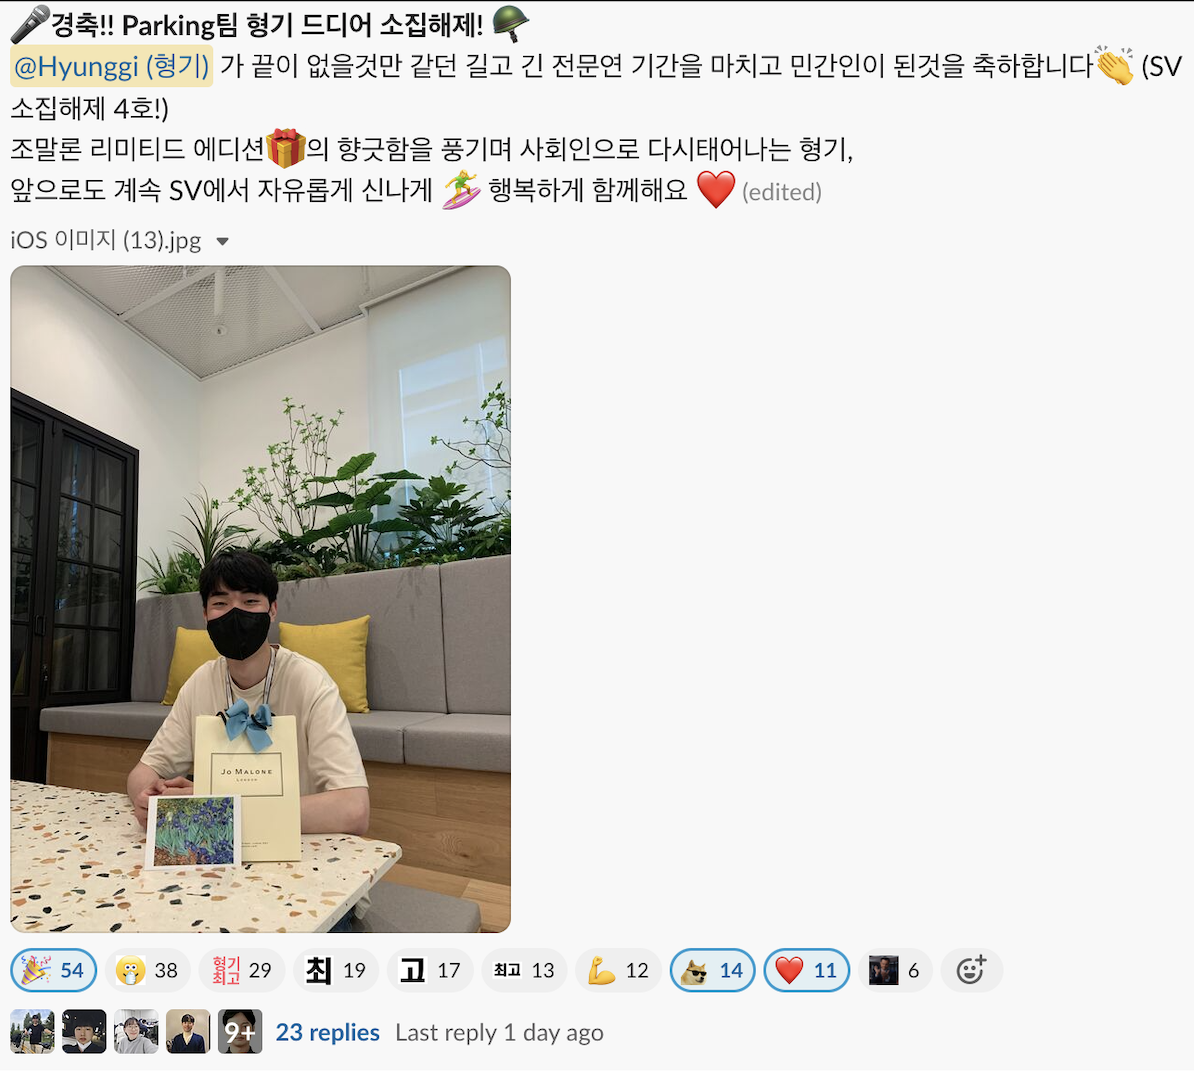 경축!! Parking팀 형기 드디어 소집해제!
@Hyunggi (형기) 가 끝이 없을것만 같던 길고 긴 전문연 기간을 마치고 민간인이 된것을 축하합니다 (SV
소집해제 4호!)
조말론 리미티드 에디션의 향긋함을 풍기며 사회인으로 다시태어나는 형기,
앞으로도 계속 SV에서 자유롭게 신나게 행복하게 함께해요 (edited)
iOS 이미지 (13).jpg
JO MALONE
LONDON
54 38 형기최고 29 최 19 고 17 최고 13 12 14 11 6
9+ 23 replies Last reply 1 day ago